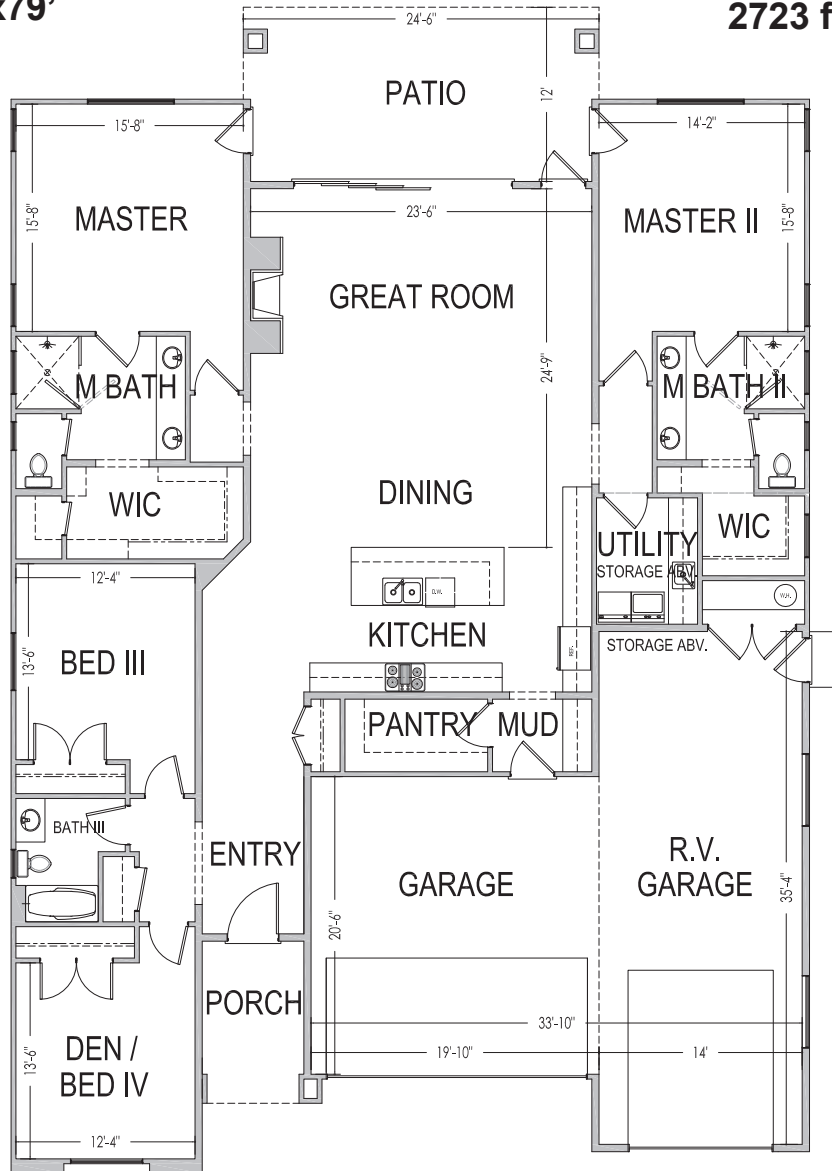 x79'
2723 f
24'-6"
PATIO
12'
15'-8"
14'-2"
15'-8"
MASTER
23'-6"
MASTER II
15'-8"
GREAT ROOM
24'-9"
M BATH
M BATH II
WIC
DINING
WIC
UTILITY
STORAGE ABV.
12'-4"
D.W.
W.H.
13'-6"
BED III
KITCHEN
REF.
STORAGE ABV.
PANTRY
MUD
BATH III
ENTRY
GARAGE
R.V.
GARAGE
20'-6"
35'-4"
PORCH
33'-10"
13'-6"
DEN /
BED IV
19'-10"
14'
12'-4"